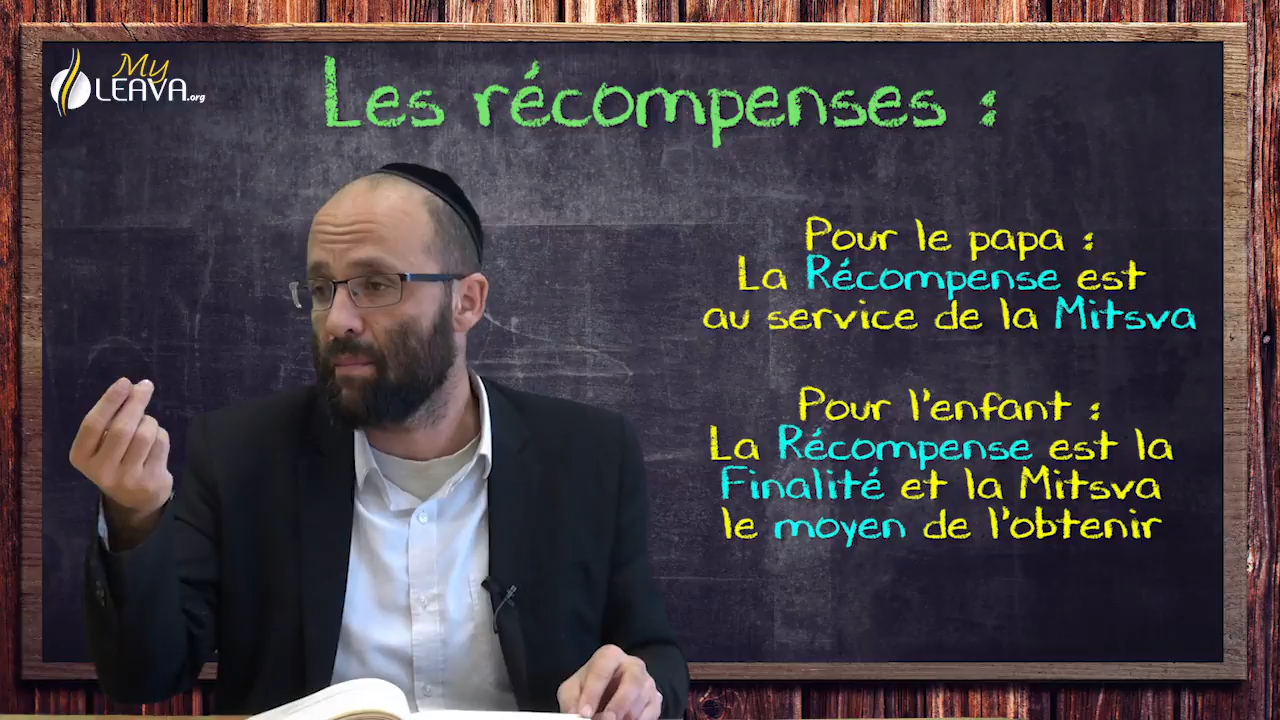 My
LEAVA.org
Les récompenses :
Pour le papa :
La Récompense est
au service de la Mitsva
Pour l'enfant :
La Récompense est la
Finalité et la Mitsva
le moyen de l'obtenir